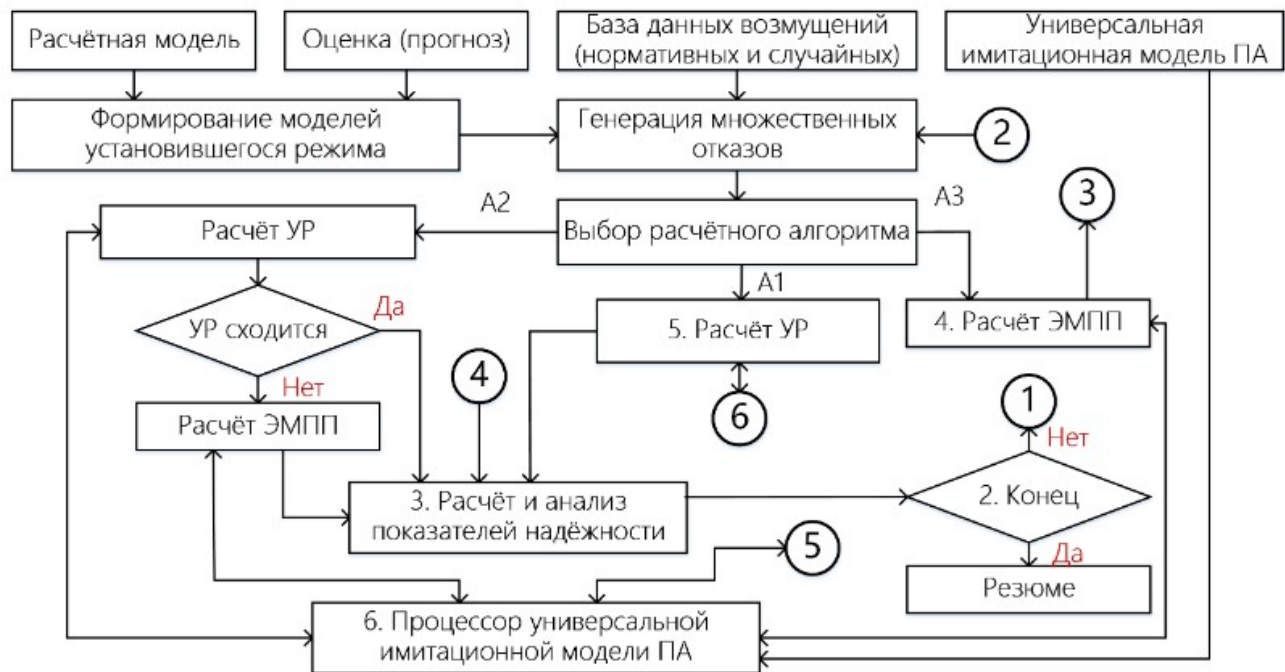 Расчётная модель
Оценка (прогноз)
База данных возмущений
(нормативных и случайных)
Универсальная
имитационная модель ПА
Формирование моделей
установившегося режима
Генерация множественных
отказов
2
А2
Выбор расчётного алгоритма
А3
3
Расчёт УР
А1
УР сходится
Да
5. Расчёт УР
4. Расчёт ЭМПП
Нет
4
6
1
Расчёт ЭМПП
Нет
3. Расчёт и анализ
показателей надёжности
2. Конец
5
Да
Резюме
6. Процессор универсальной
имитационной модели ПА